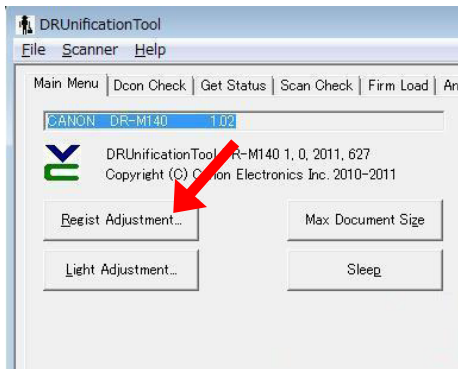 DRUnificationTool
File Scanner Help
Main Menu Dcon Check Get Status Scan Check Firm Load
CANON DR-M140 1.02
DRUnificationTool R-M140 1, 0, 2011, 627
Copyright (C) Electronics Inc. 2010-2011
Regist Adjustment... Max Document Size
Light Adjustment... Sleep